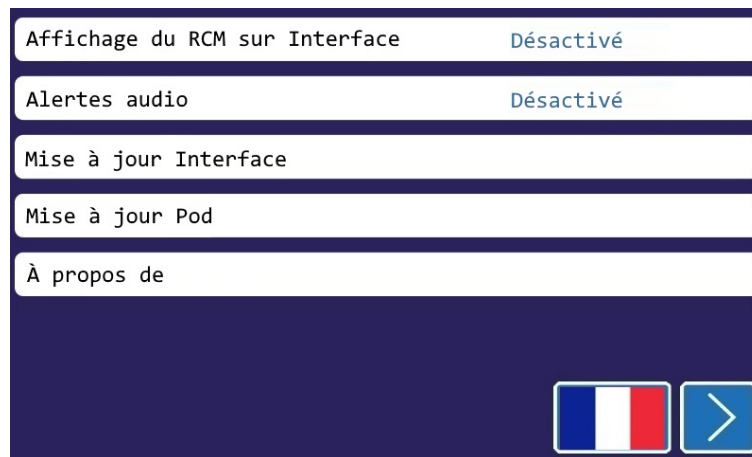 Affichage du RCM sur Interface Désactivé
Alertes audio Désactivé
Mise à jour Interface
Mise à jour Pod
À propos de